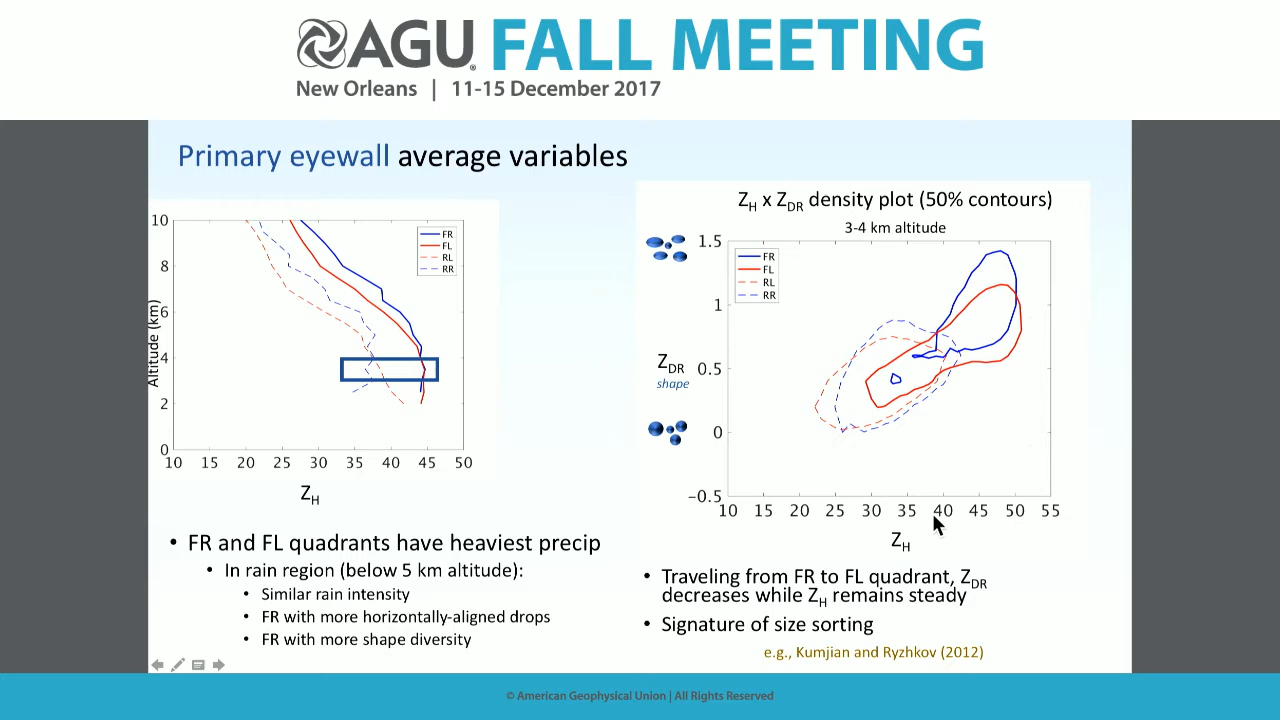 AGU FALL MEETING
New Orleans | 11-15 December 2017
Primary eyewall average variables
10
8
6
4
2
0
Altitude (km)
FR
FL
RL
RR
10 15 20 25 30 35 40 45 50
ZH
• FR and FL quadrants have heaviest precip
• In rain region (below 5 km altitude):
• Similar rain intensity
• FR with more horizontally-aligned drops
• FR with more shape diversity
ZH x ZDR density plot (50% contours)
3-4 km altitude
1.5
1
0.5
0
−0.5
ZDR
shape
FR
FL
RL
RR
10 15 20 25 30 35 40 45 50 55
ZH
• Traveling from FR to FL quadrant, ZDR
decreases while ZH remains steady
• Signature of size sorting
e.g., Kumjian and Ryzhkov (2012)
© American Geophysical Union | All Rights Reserved